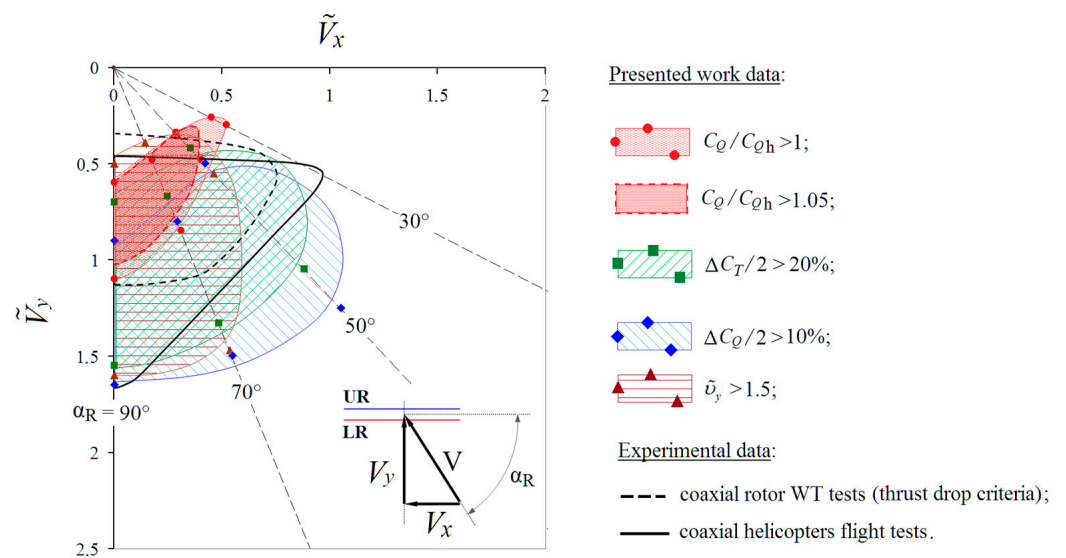 Ṽx
0
0 0.5 1 1.5 2
0,5
1
1.5
2
2.5
Ṽy
30°
50°
70°
αR = 90°
UR
LR
Vy
V
Vx
αR
Presented work data:
CQ/CQh >1;
CQ/CQh >1.05;
ΔCT/2 > 20%;
ΔCQ/2 >10%;
υ̃y >1.5;
Experimental data:
coaxial rotor WT tests (thrust drop criteria);
coaxial helicopters flight tests.